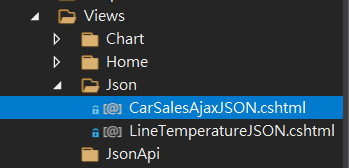 Views
Chart
Home
Json
[@] CarSalesAjaxJSON.cshtml
[@] LineTemperatureJSON.cshtml
JsonApi